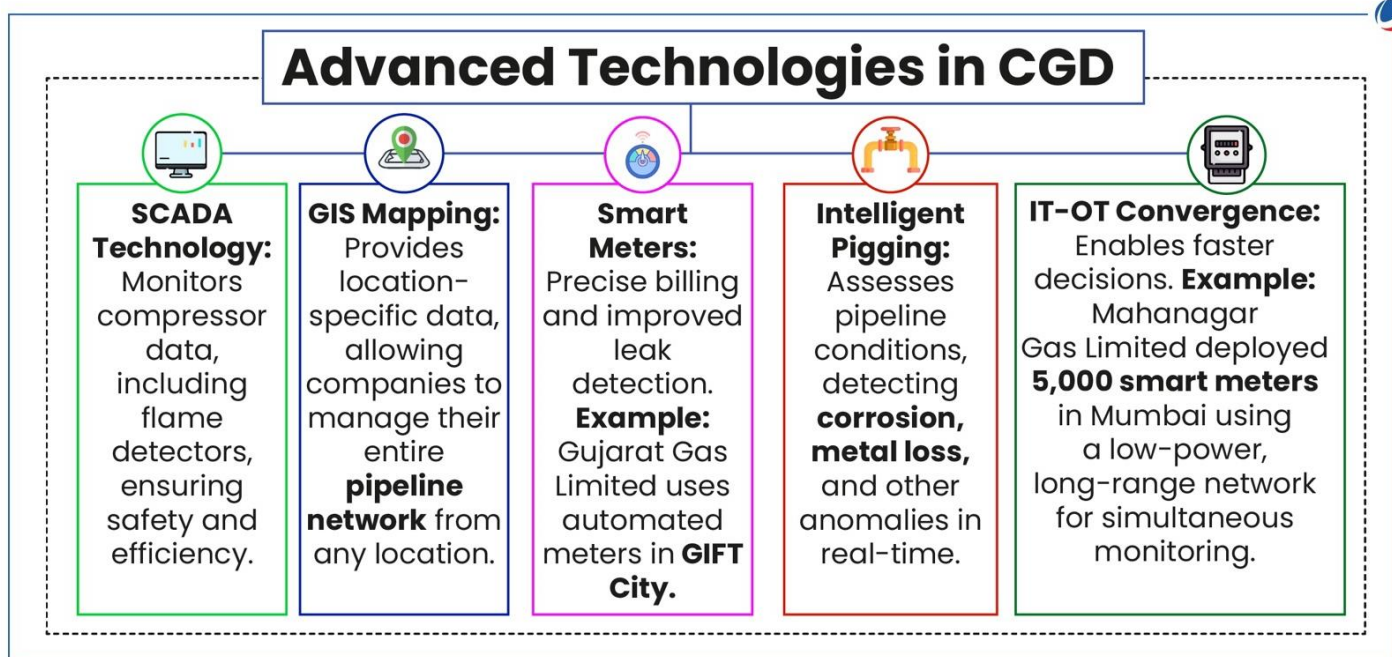 Advanced Technologies in CGD
SCADA
Technology:
Monitors
compressor
data,
including
flame
detectors,
ensuring
safety and
efficiency.
GIS Mapping:
Provides
location-
specific data,
allowing
companies to
manage their
entire
pipeline
network from
any location.
Smart
Meters:
Precise billing
and improved
leak
detection.
Example:
Gujarat Gas
Limited uses
automated
meters in GIFT
City.
Intelligent
Pigging:
Assesses
pipeline
conditions,
detecting
corrosion,
metal loss,
and other
anomalies in
real-time.
IT-OT Convergence:
Enables faster
decisions. Example:
Mahanagar
Gas Limited deployed
5,000 smart meters
in Mumbai using
a low-power,
long-range network
for simultaneous
monitoring.